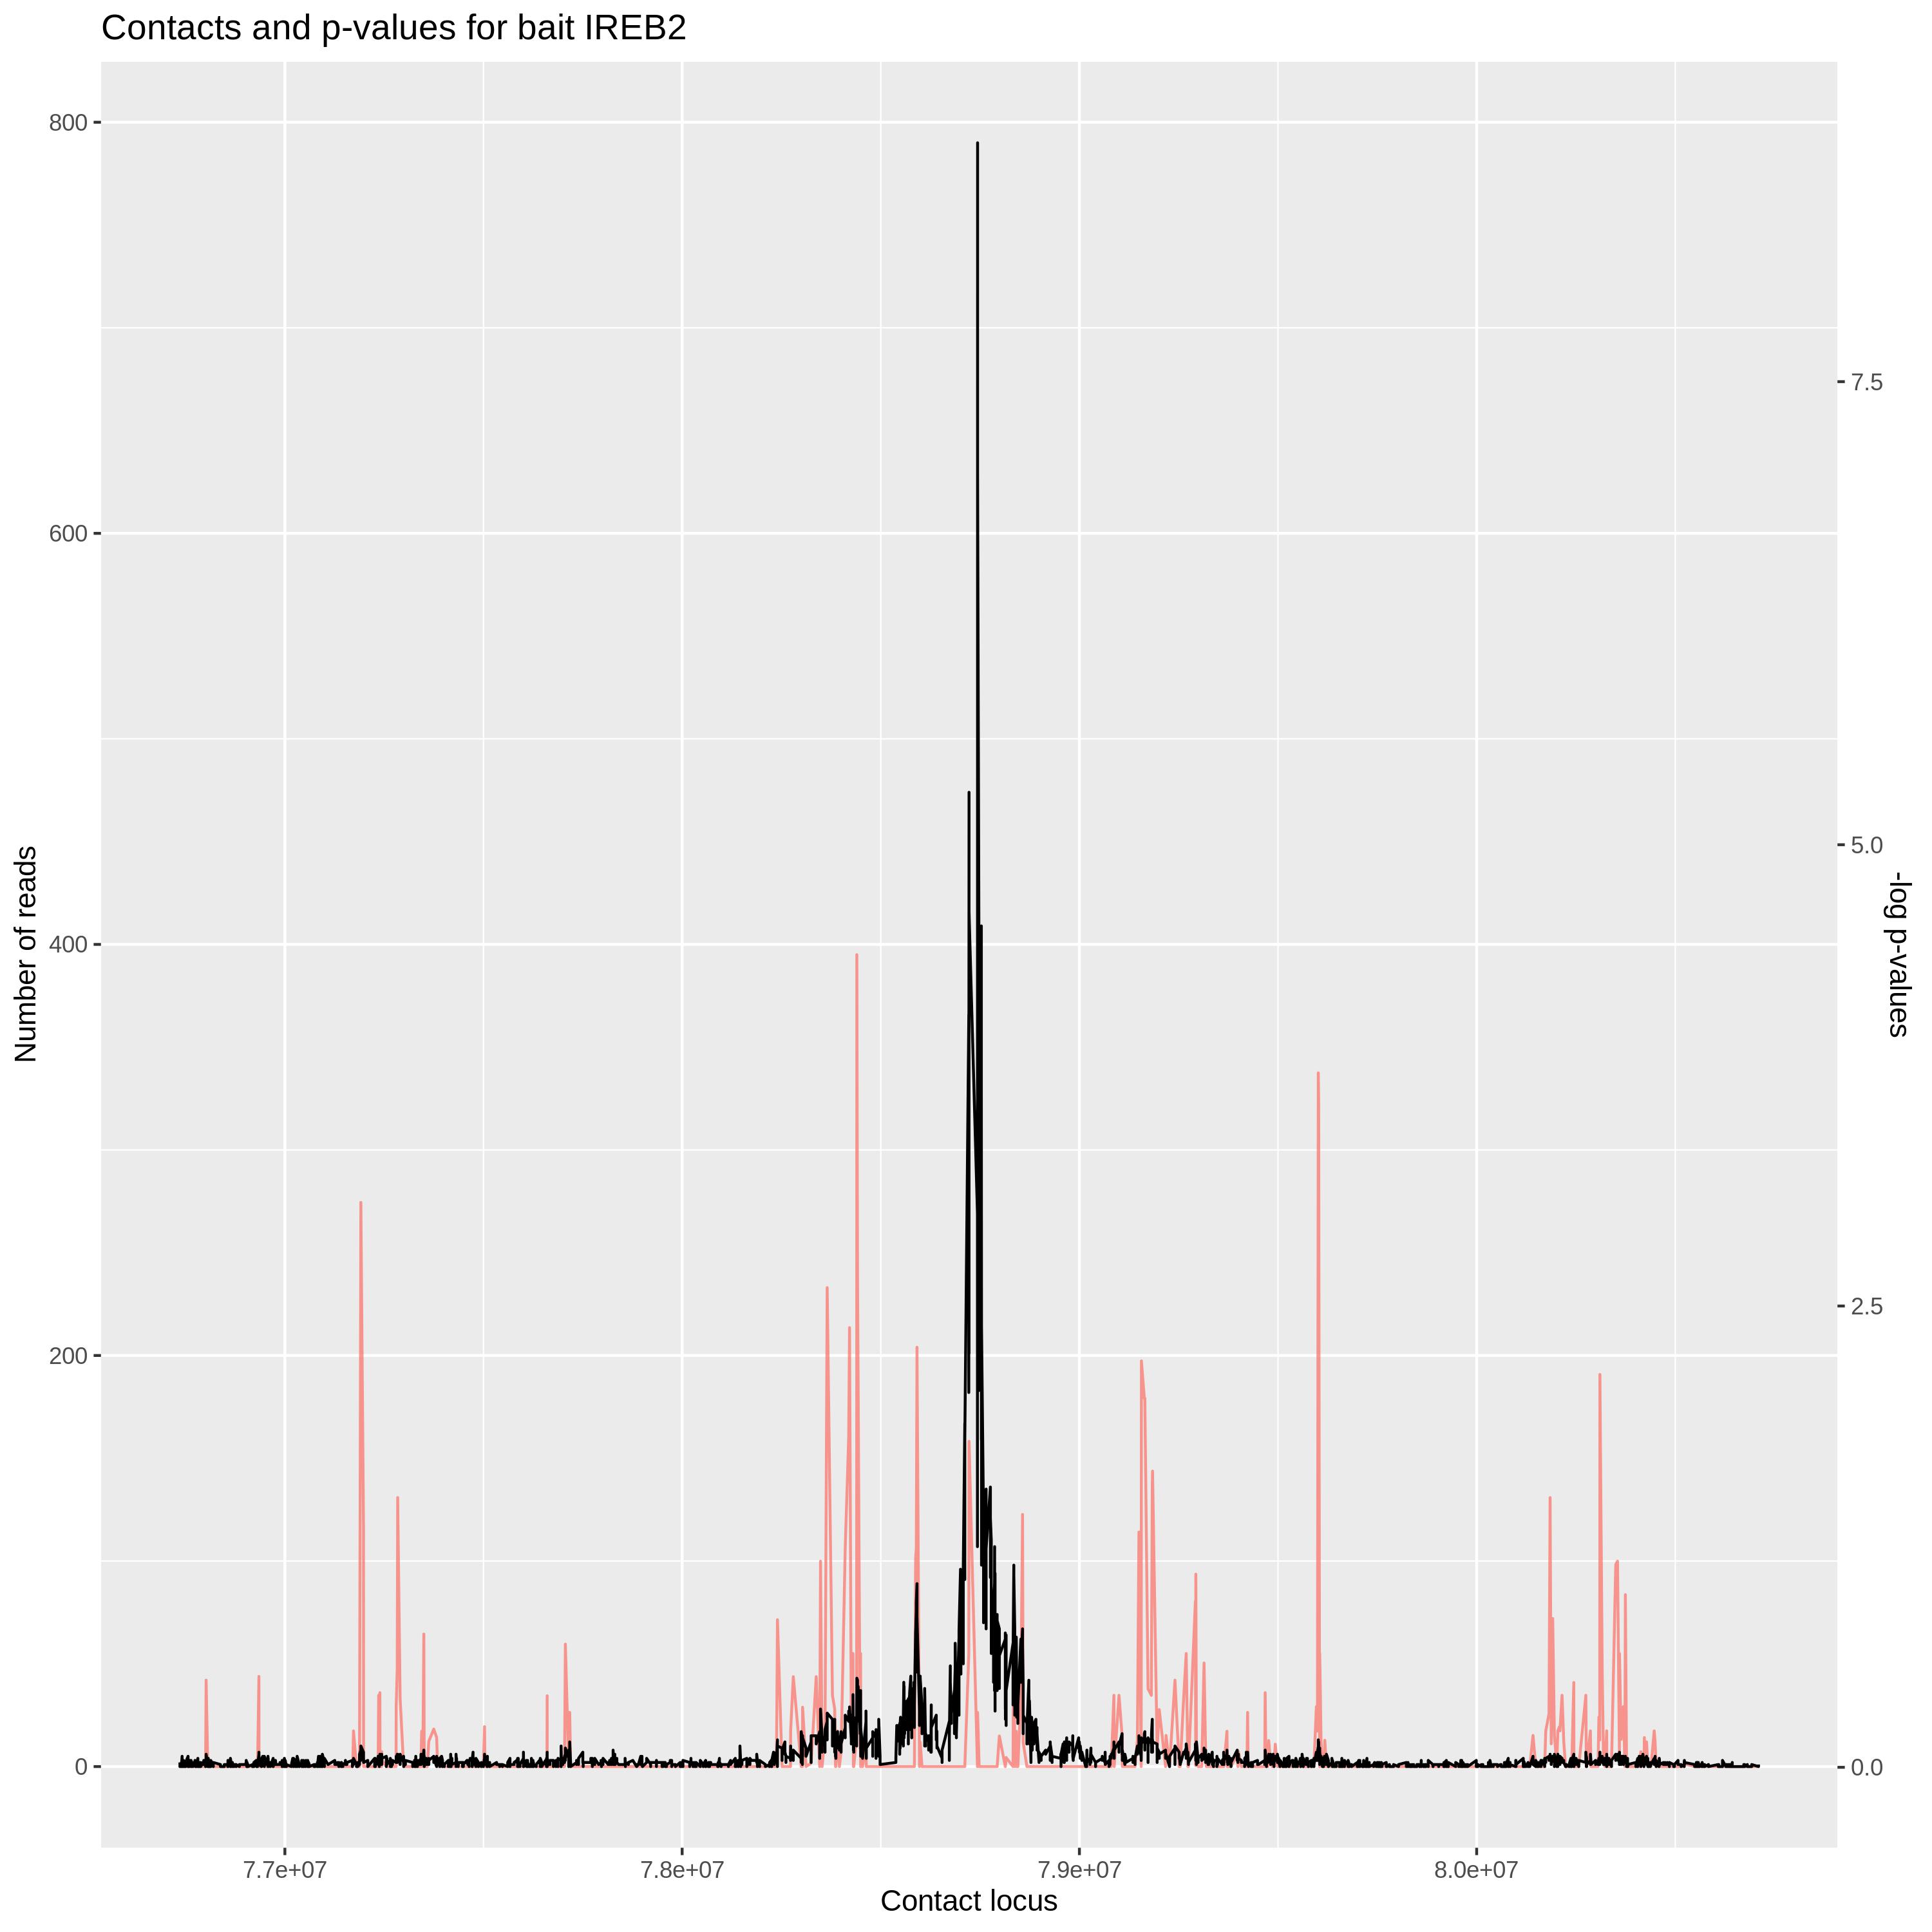 Contacts and p-values for bait IREB2
800
600
400
200
0
Number of reads
7.5
5.0
2.5
0.0
-log p-values
7.7e+07 7.8e+07 7.9e+07 8.0e+07
Contact locus